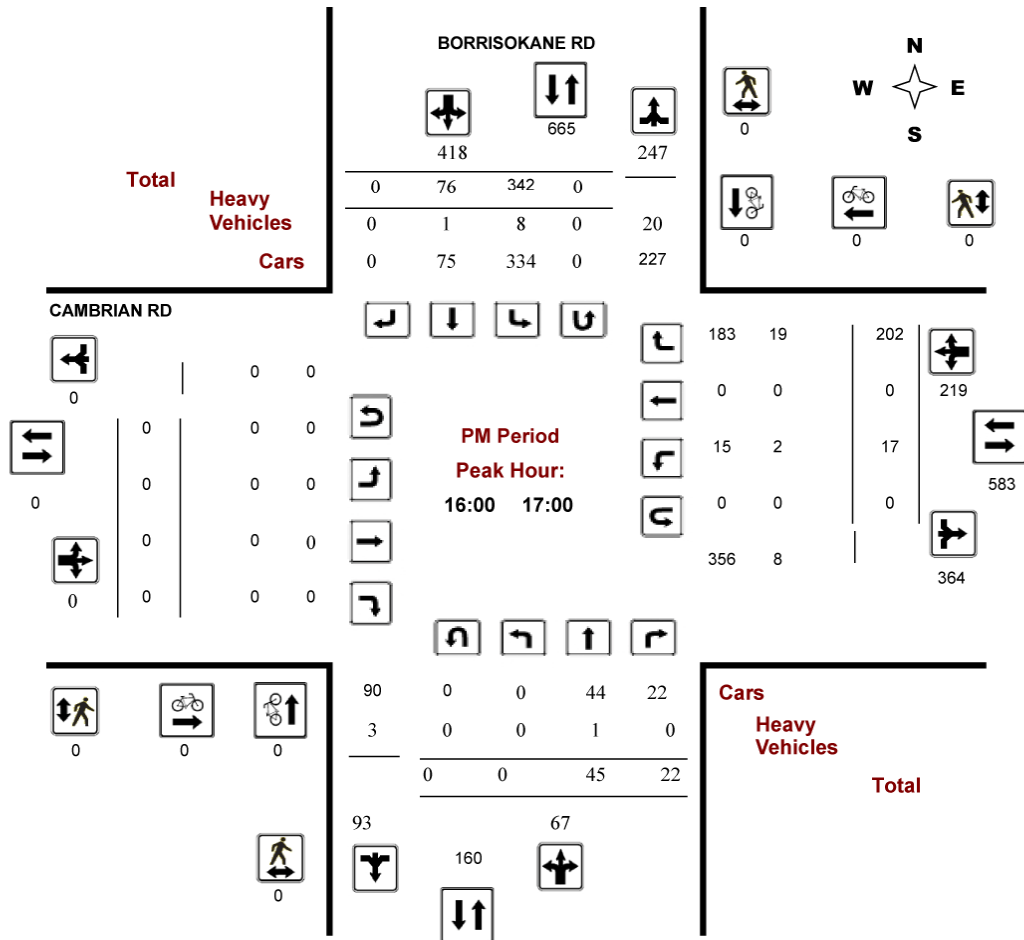 BORRISOKANE RD
N
W E
S
665
0
418 247
Total 0 76 342 0
Heavy
Vehicles 0 1 8 0 20
Cars 0 75 334 0 227
0 0 0
CAMBRIAN RD
183 19 202
0 0 0
219
0 0 0
0 0 0
0 0 0
0 0 0
0 0 0
0
0
PM Period
Peak Hour:
16:00 17:00
15 2 17
0 0 0
583
356 8
364
90 0 0 44 22 Cars
3 0 0 1 0 Heavy
Vehicles
0 0 0
0 0 45 22 Total
93 67
160
0